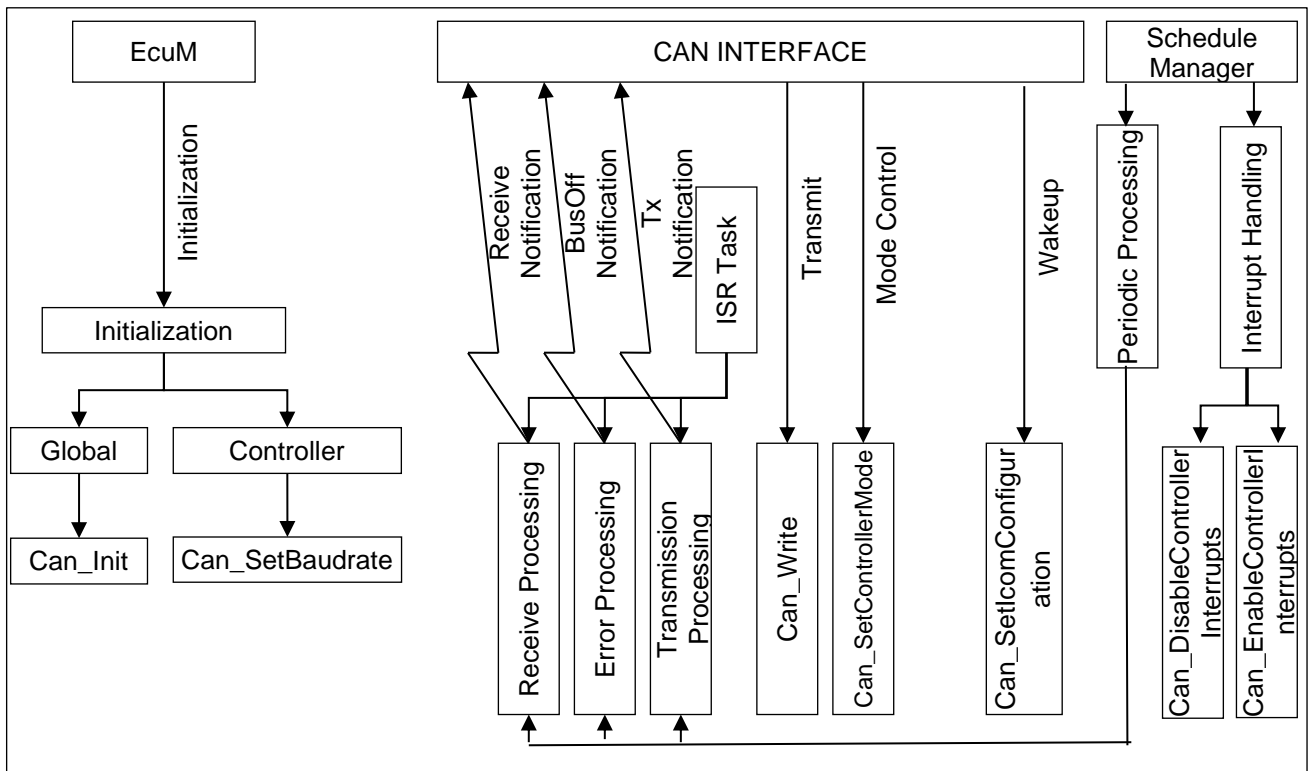 EcuM
CAN INTERFACE
Schedule
Manager
Initialization
Receive
Notification
BusOff
Notification
Tx
Notification
ISR Task
Transmit
Mode Control
Wakeup
Periodic Processing
Interrupt Handling
Initialization
Global
Controller
Can_Init
Can_SetBaudrate
Receive Processing
Error Processing
Transmission
Processing
Can_Write
Can_SetControllerMode
Can_SetIcomConfigur
ation
Can_DisableController
Interrupts
Can_EnableControllerI
nterrupts